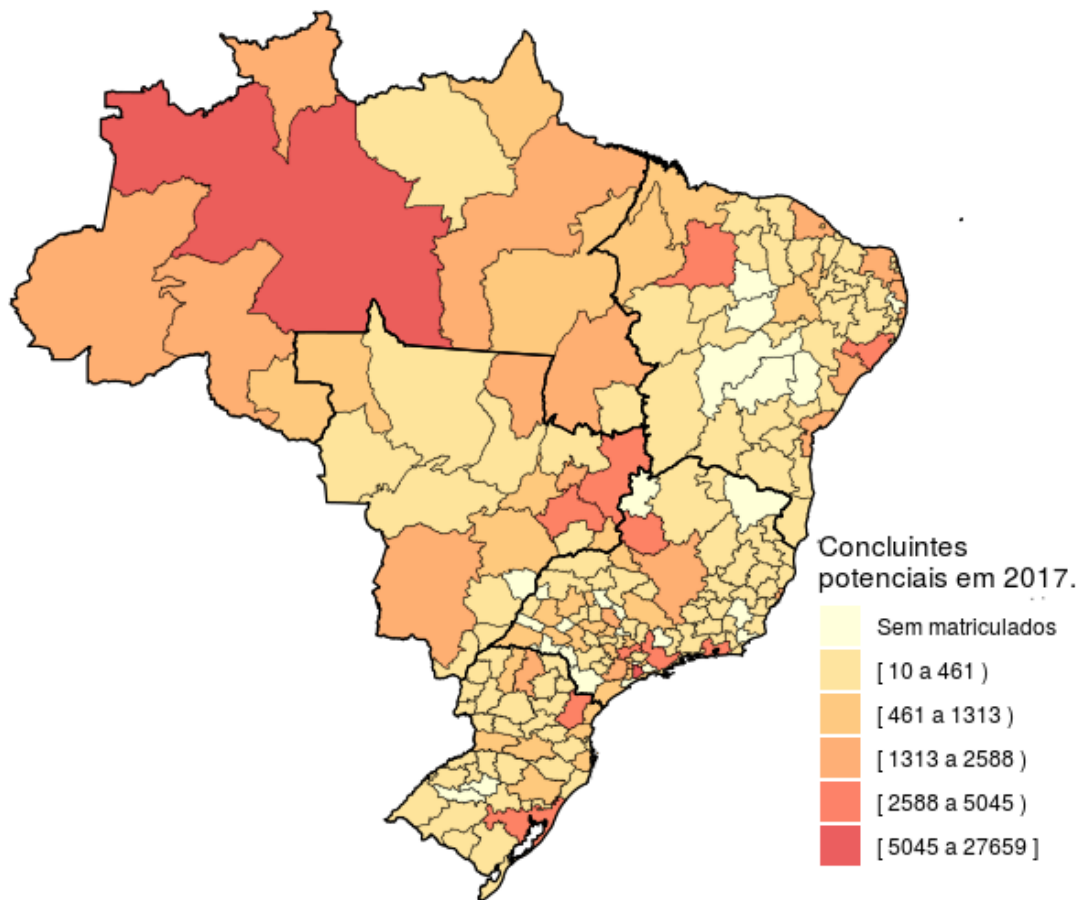 Concluintes
potenciais em 2017.
Sem matriculados
[ 10 a 461 )
[ 461 a 1313 )
[ 1313 a 2588 )
[ 2588 a 5045 )
[ 5045 a 27659 ]